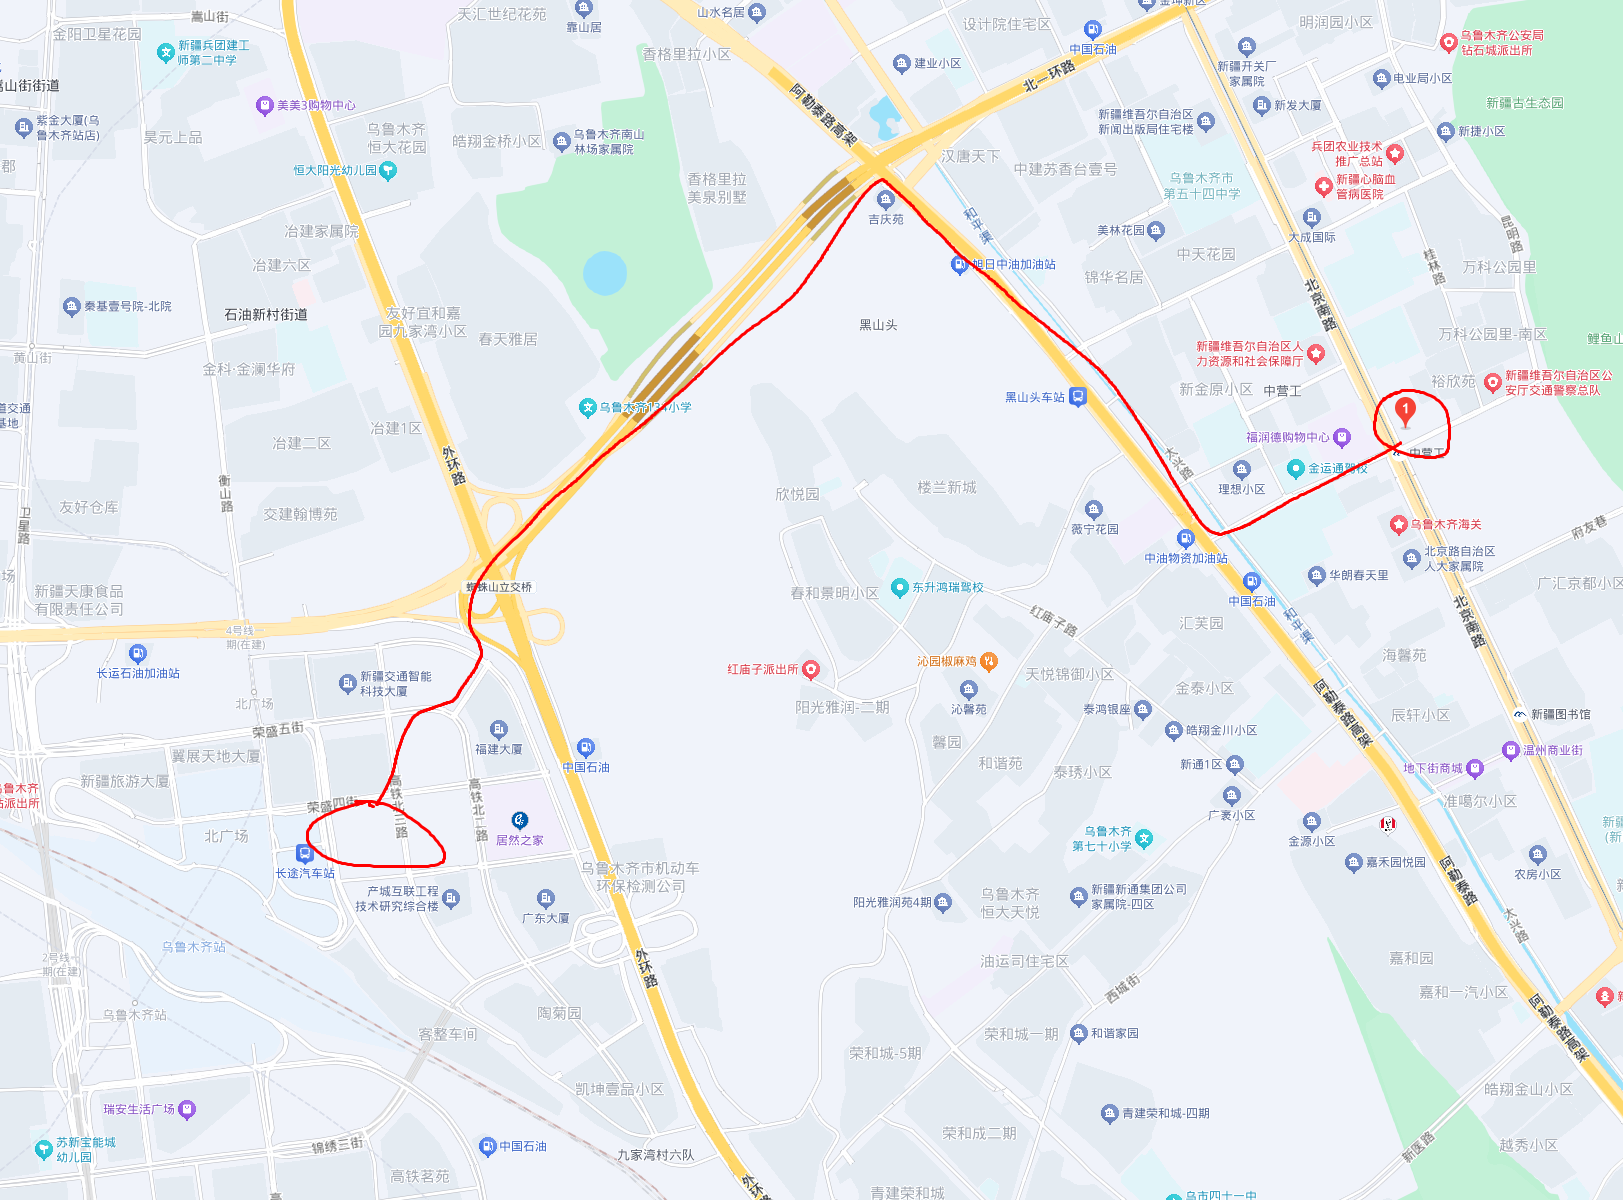 嵩山街
金阳卫星花园
新疆兵团建工
师第二中学
天汇世纪花苑
靠山居
山水名居
香格里拉小区
建业小区
设计院住宅区
中国石油
北一环路
明润园小区
乌鲁木齐公安局
钻石城派出所
新疆开关厂
家属院
电业局小区
新发大厦
新疆古生态园
新捷小区
嵩山街街道
美美3购物中心
紫金大厦(乌
鲁木齐站店)
昊元上品
乌鲁木齐
恒大花园
皓翔金桥小区
乌鲁木齐南山
林场家属院
阿勒泰路高架
新疆维吾尔自治区
新闻出版局住宅楼
兵团农业技术
推广总站
新疆心脑血
管病医院
恒大阳光幼儿园
香格里拉
美泉别墅
汉唐天下
中建苏香台壹号
乌鲁木齐市
第五十四中学
吉庆苑
和平渠
美林花园
大成国际
昆明路
桂林路
中天花园
万科公园里
冶建家属院
冶建六区
旭日中油加油站
锦华名居
秦基壹号院-北院
石油新村街道
友好宜和嘉
园九家湾小区
春天雅居
黑山头
北京南路
万科公园里-南区
黄山街
金科·金澜华府
新疆维吾尔自治区人
力资源和社会保障厅
新金原小区
中营工
裕欣苑
新疆维吾尔自治区公
安厅交通警察总队
黑山头车站
乌鲁木齐134小学
1
冶建1区
冶建二区
外环路
福润德购物中心
中营工
金运通驾校
理想小区
太兴路
衡山路
卫星路
友好仓库
交建翰博苑
欣悦园
楼兰新城
薇宁花园
乌鲁木齐海关
府友巷
中油物资加油站
北京路自治区
人大家属院
华朗春天里
广汇京都小区
蜘蛛山立交桥
新疆天康食品
有限责任公司
春和景明小区
东升鸿瑞驾校
中国石油
红庙子路
和平渠
汇芙园
北京南路
4号线一
期(在建)
长运石油加油站
新疆交通智能
科技大厦
红庙子派出所
沁园椒麻鸡
天悦锦御小区
海馨苑
金泰小区
阳光雅润-二期
沁馨苑
泰鸿银座
阿勒泰路高架
辰轩小区
新疆图书馆
北广场
荣盛五街
福建大厦
翼展天地大厦
馨园
皓翔金川小区
温州商业街
新疆旅游大厦
中国石油
和谐苑
泰琇小区
新通1区
地下街商城
准噶尔小区
荣盛四街
高铁北三路
高铁北二路
广菱小区
北广场
居然之家
乌鲁木齐
第七十小学
金源小区
长途汽车站
乌鲁木齐市机动车
环保检测公司
嘉禾园悦园
农房小区
阿勒泰路
产城互联工程
技术研究综合楼
广东大厦
阳光雅润苑4期
乌鲁木齐
恒大天悦
新疆新通集团公司
家属院-四区
太兴路
乌鲁木齐站
2号线一
期(在建)
外环路
油运司住宅区
西城街
嘉和园
嘉和一汽小区
乌鲁木齐站
陶菊园
客整车间
荣和城一期
和谐家园
荣和城-5期
阿勒泰路高架
凯坤壹品小区
皓翔金山小区
瑞安生活广场
青建荣和城-四期
苏新宝能城
幼儿园
锦绣三街
中国石油
荣和成二期
新医路
越秀小区
九家湾村六队
高铁茗苑
外环路
青建荣和城
乌市四十一中